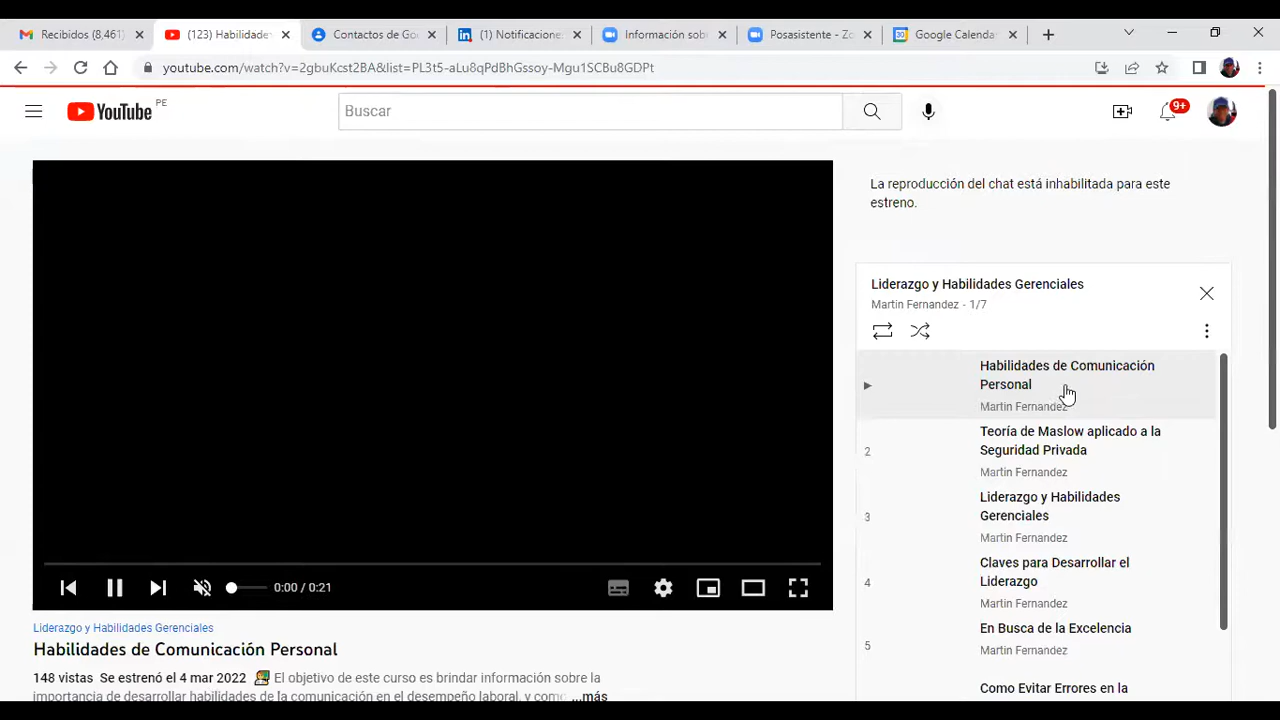 Recibidos (8,461)
(123) Habilidades
Contactos de Go
(1) Notificacione
Información sob
Posasistente - Zo
Google Calenda
youtube.com/watch?v=2gbuKcst2BA&list=PL3t5-aLu8qPdBhGssoy-Mgu1SCBu8GDPt
YouTube PE
Buscar
9+
La reproducción del chat está inhabilitada para este
estreno.
Liderazgo y Habilidades Gerenciales
Martin Fernandez - 1/7
Habilidades de Comunicación
Personal
Martin Fernandez
2
Teoría de Maslow aplicado a la
Seguridad Privada
Martin Fernandez
3
Liderazgo y Habilidades
Gerenciales
Martin Fernandez
4
Claves para Desarrollar el
Liderazgo
Martin Fernandez
5
En Busca de la Excelencia
Martin Fernandez
Como Evitar Errores en la
0:00 / 0:21
Liderazgo y Habilidades Gerenciales
Habilidades de Comunicación Personal
148 vistas Se estrenó el 4 mar 2022 El objetivo de este curso es brindar información sobre la
importancia de desarrollar habilidades de la comunicación en el desempeño laboral, y como ...más